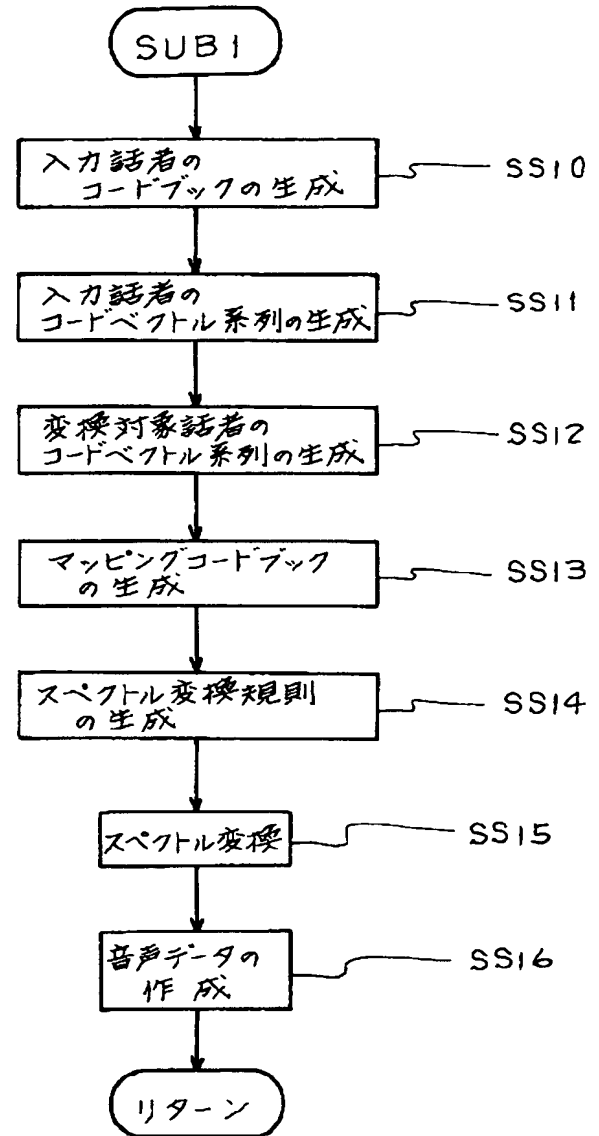 SUB1
入力話者の
コードブックの生成
SS10
入力話者の
コードベクトル系列の生成
SS11
変換対象話者の
コードベクトル系列の生成
SS12
マッピングコードブック
の生成
SS13
スペクトル変換規則
の生成
SS14
スペクトル変換
SS15
音声データの
作成
SS16
リターン